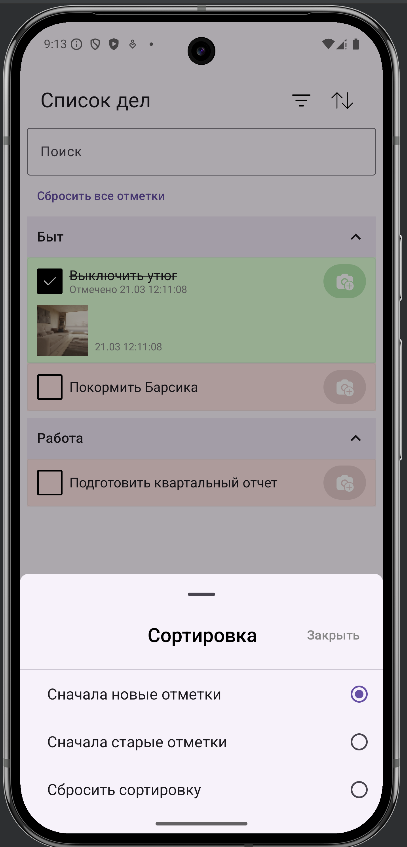 9:13
Список дел
Поиск
Сбросить все отметки
Быт
Выключить утюг
Отмечено 21.03 12:11:08
21.03 12:11:08
Покормить Барсика
Работа
Подготовить квартальный отчет
Сортировка
Закрыть
Сначала новые отметки
Сначала старые отметки
Сбросить сортировку